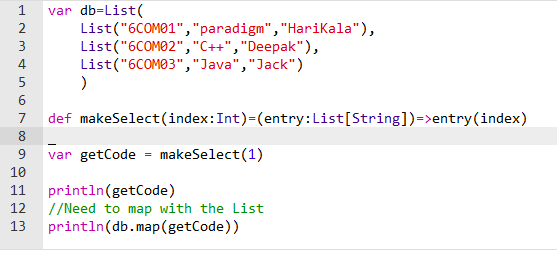 1 var db=List(
2     List("6COM01","paradigm","HariKala"),
3     List("6COM02","C++","Deepak"),
4     List("6COM03","Java","Jack")
5     )
6
7 def makeSelect(index:Int)=(entry:List[String])=>entry(index)
8 _
9 var getCode = makeSelect(1)
10
11 println(getCode)
12 //Need to map with the List
13 println(db.map(getCode))